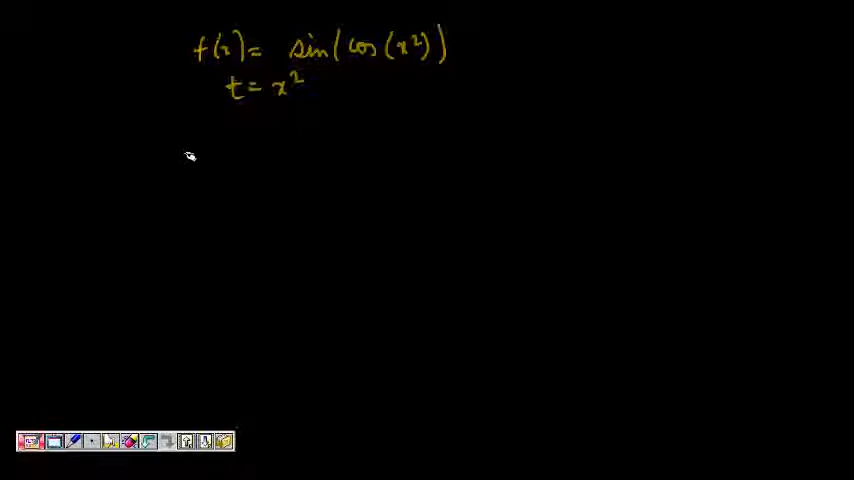 f(x) = sin(cos(x²))
t = x²